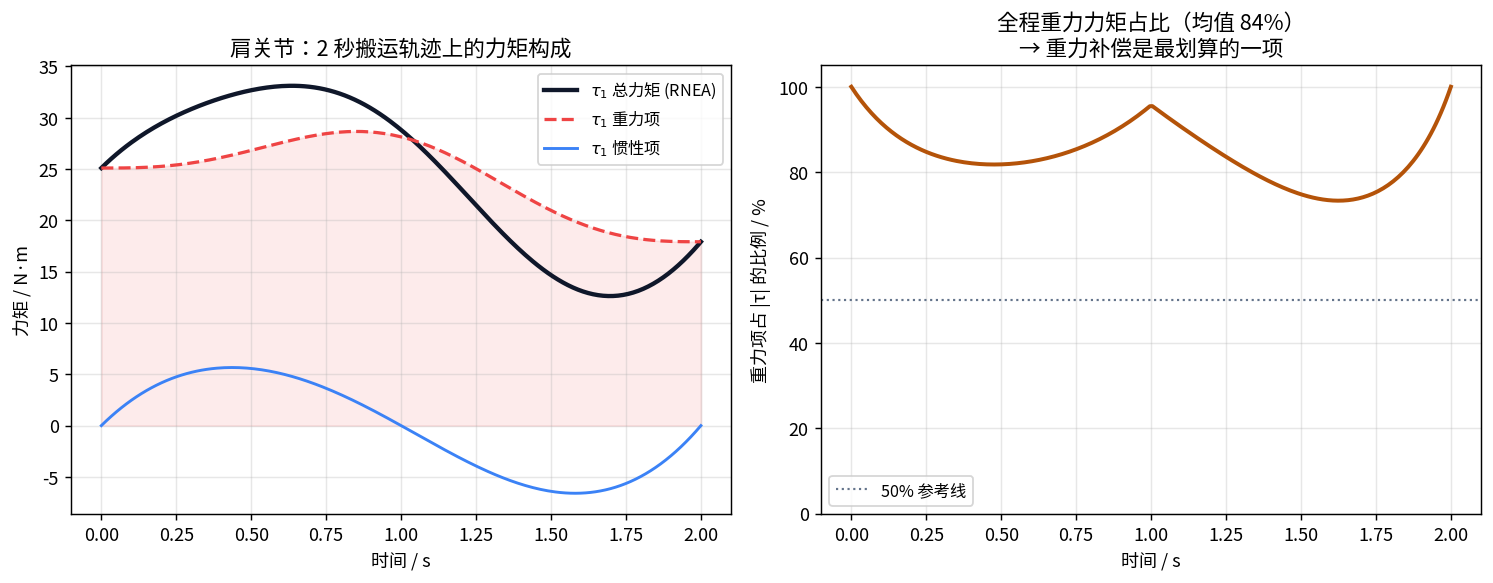 肩关节：2 秒搬运轨迹上的力矩构成
35
30
25
20
15
10
5
0
-5
力矩 / N·m
τ₁ 总力矩 (RNEA)
τ₁ 重力项
τ₁ 惯性项
0.00 0.25 0.50 0.75 1.00 1.25 1.50 1.75 2.00
时间 / s
全程重力力矩占比（均值 84%）
→ 重力补偿是最划算的一项
100
80
60
40
20
0
重力项占 |τ| 的比例 / %
50% 参考线
0.00 0.25 0.50 0.75 1.00 1.25 1.50 1.75 2.00
时间 / s